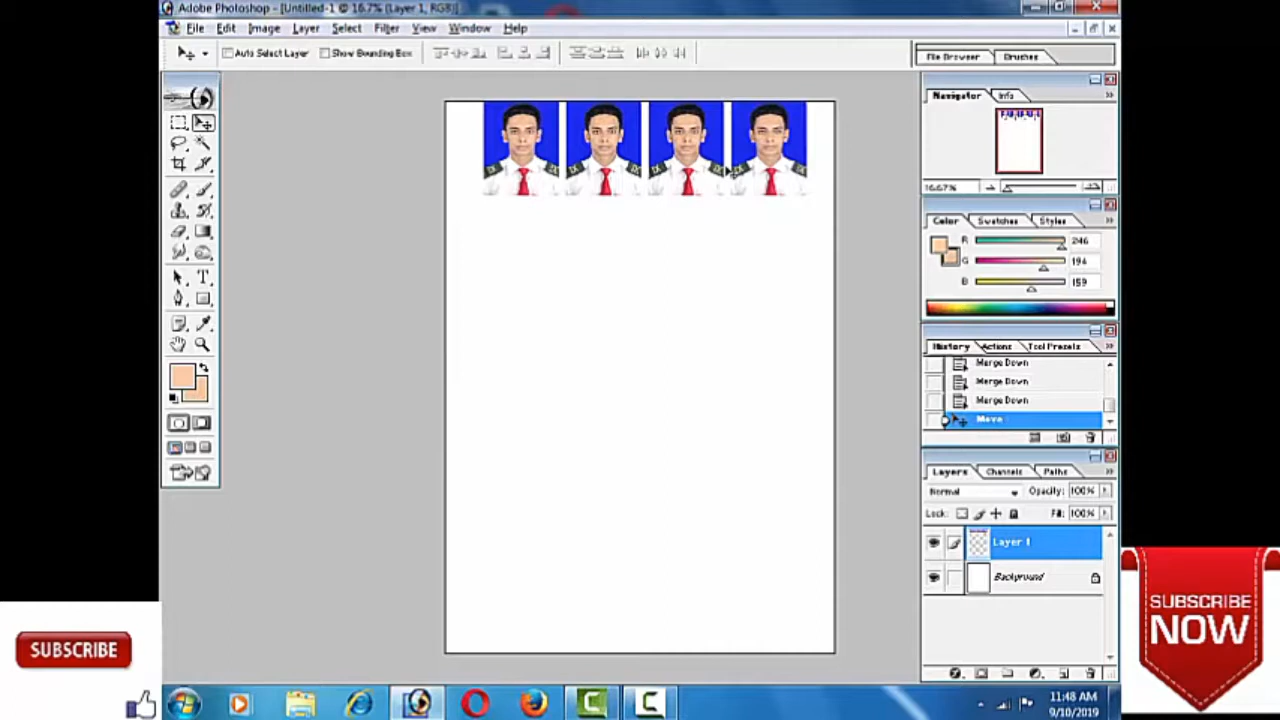 Adobe Photoshop - [Untitled-1 @ 16.7% (Layer 1, RGB)]
File Edit Image Layer Select Filter View Window Help
Auto Select Layer Show Bounding Box
File Browser Brushes
Navigator Info
16.67%
Color Swatches Styles
R 246
G 194
B 159
History Actions Tool Presets
Merge Down
Merge Down
Merge Down
Move
Layers Channels Paths
Normal Opacity: 100%
Lock: Fill: 100%
Layer 1
Background
SUBSCRIBE
SUBSCRIBE
NOW
11:48 AM
9/10/2019